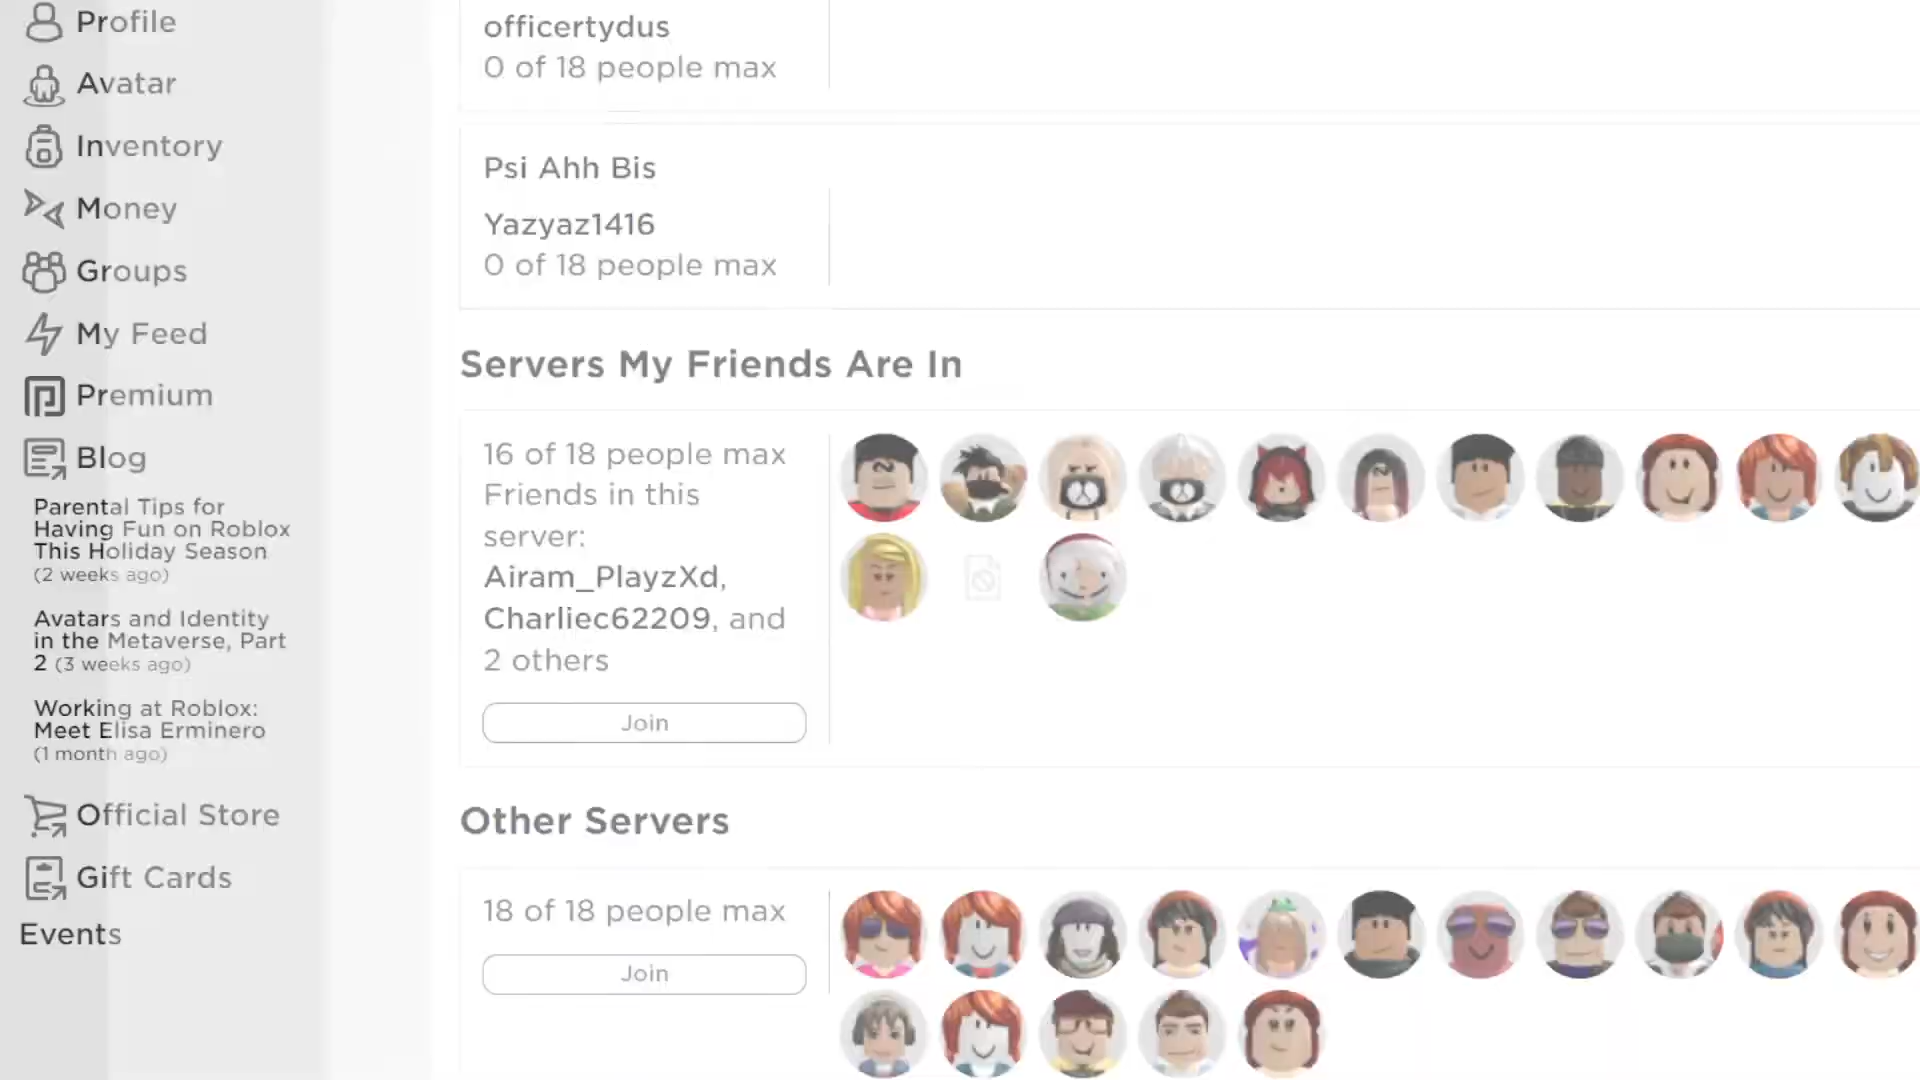 Profile
Avatar
Inventory
Money
Groups
My Feed
Premium
Blog
Parental Tips for
Having Fun on Roblox
This Holiday Season
(2 weeks ago)
Avatars and Identity
in the Metaverse, Part
2 (3 weeks ago)
Working at Roblox:
Meet Elisa Erminero
(1 month ago)
Official Store
Gift Cards
Events
officertydus
0 of 18 people max
Psi Ahh Bis
Yazyaz1416
0 of 18 people max
Servers My Friends Are In
16 of 18 people max
Friends in this
server:
Airam_PlayzXd,
Charliec62209, and
2 others
Join
Other Servers
18 of 18 people max
Join